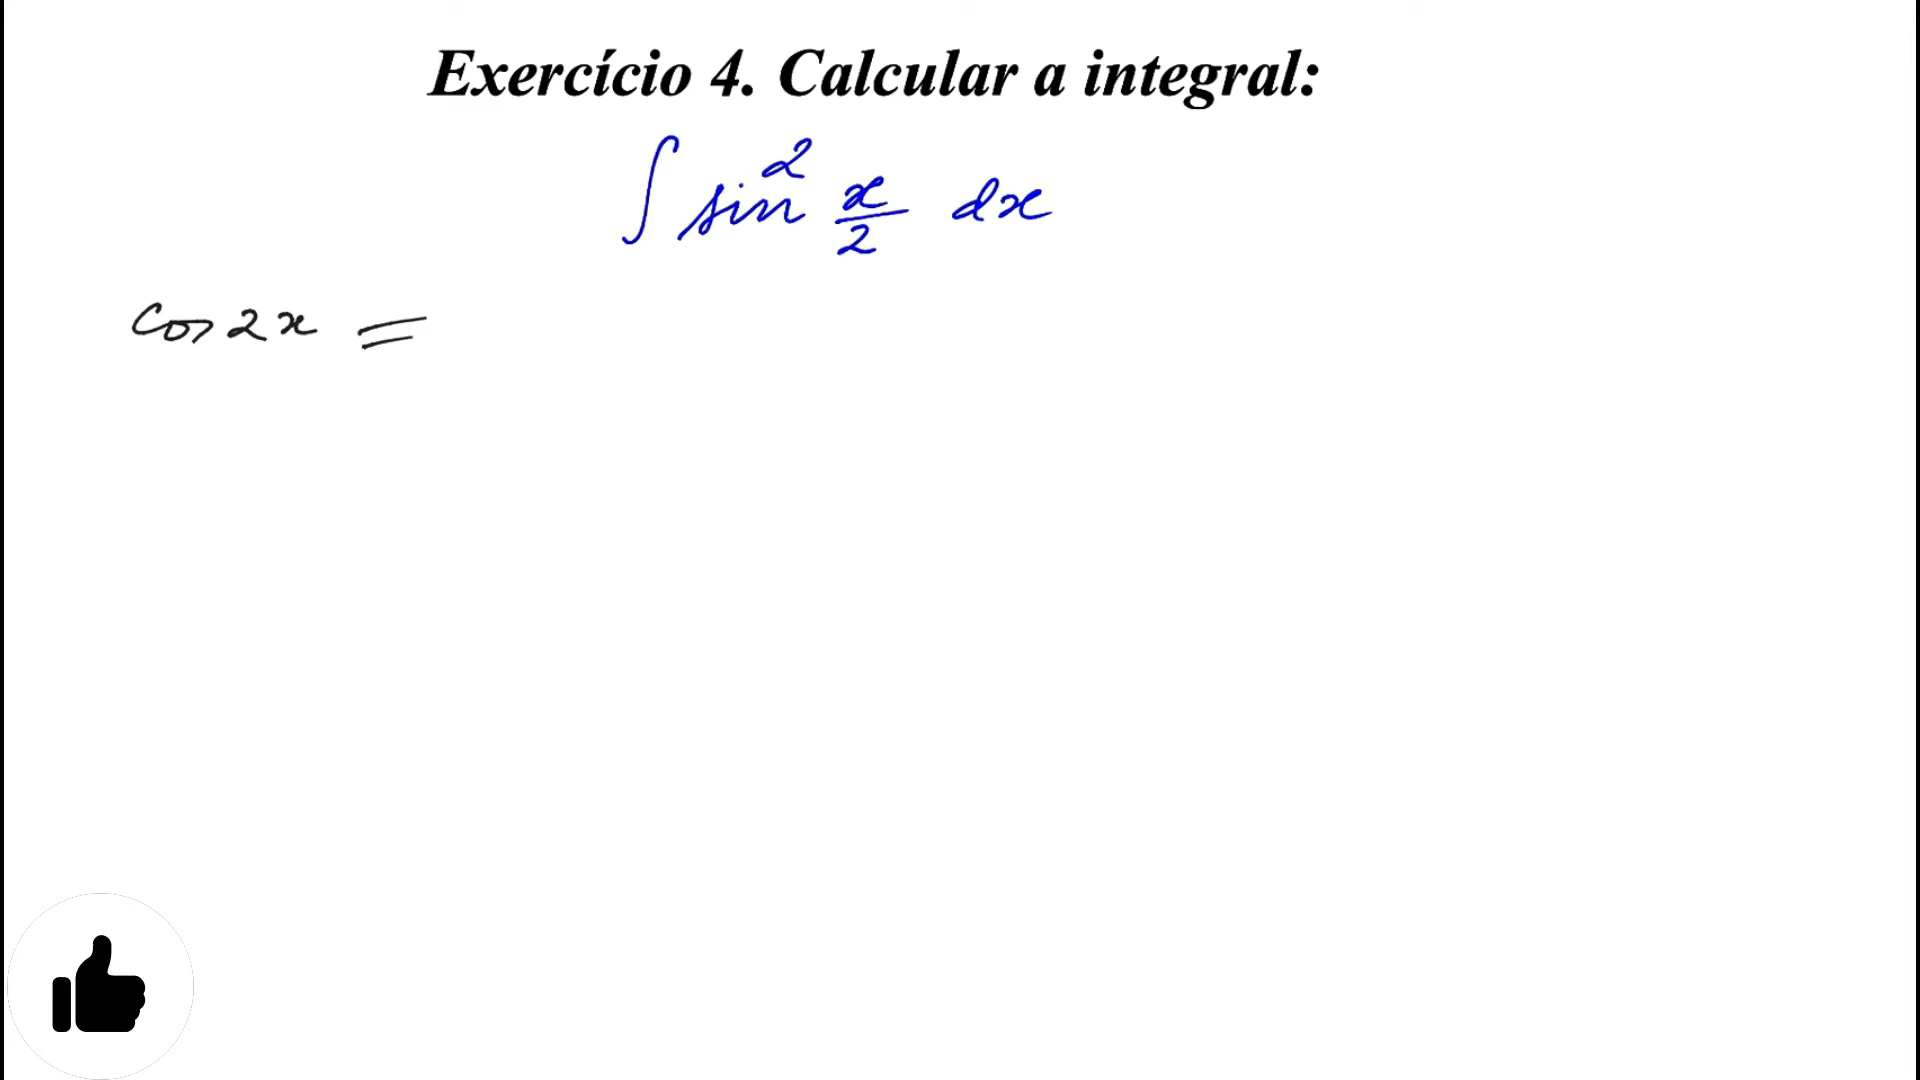 Exercício 4. Calcular a integral:
∫ sin² x/2 dx
cos 2x =